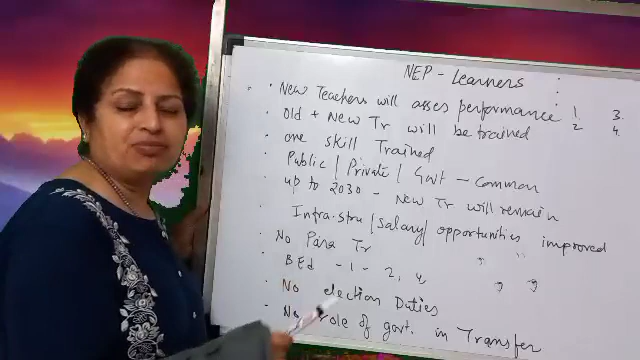 NEP - Learners :
· New Teachers will asses performance : 1. 3.
· Old + New Tr will be trained 2 4.
· one skill Trained
· Public | Private | Govt - Common
· up to 2030 - New Tr will remain
· Infra.stru | Salary | opportunities improved
· No Para Tr " "
· BEd - 1 - 2, 4 " "
· No election Duties
· No role of govt. in Transfer